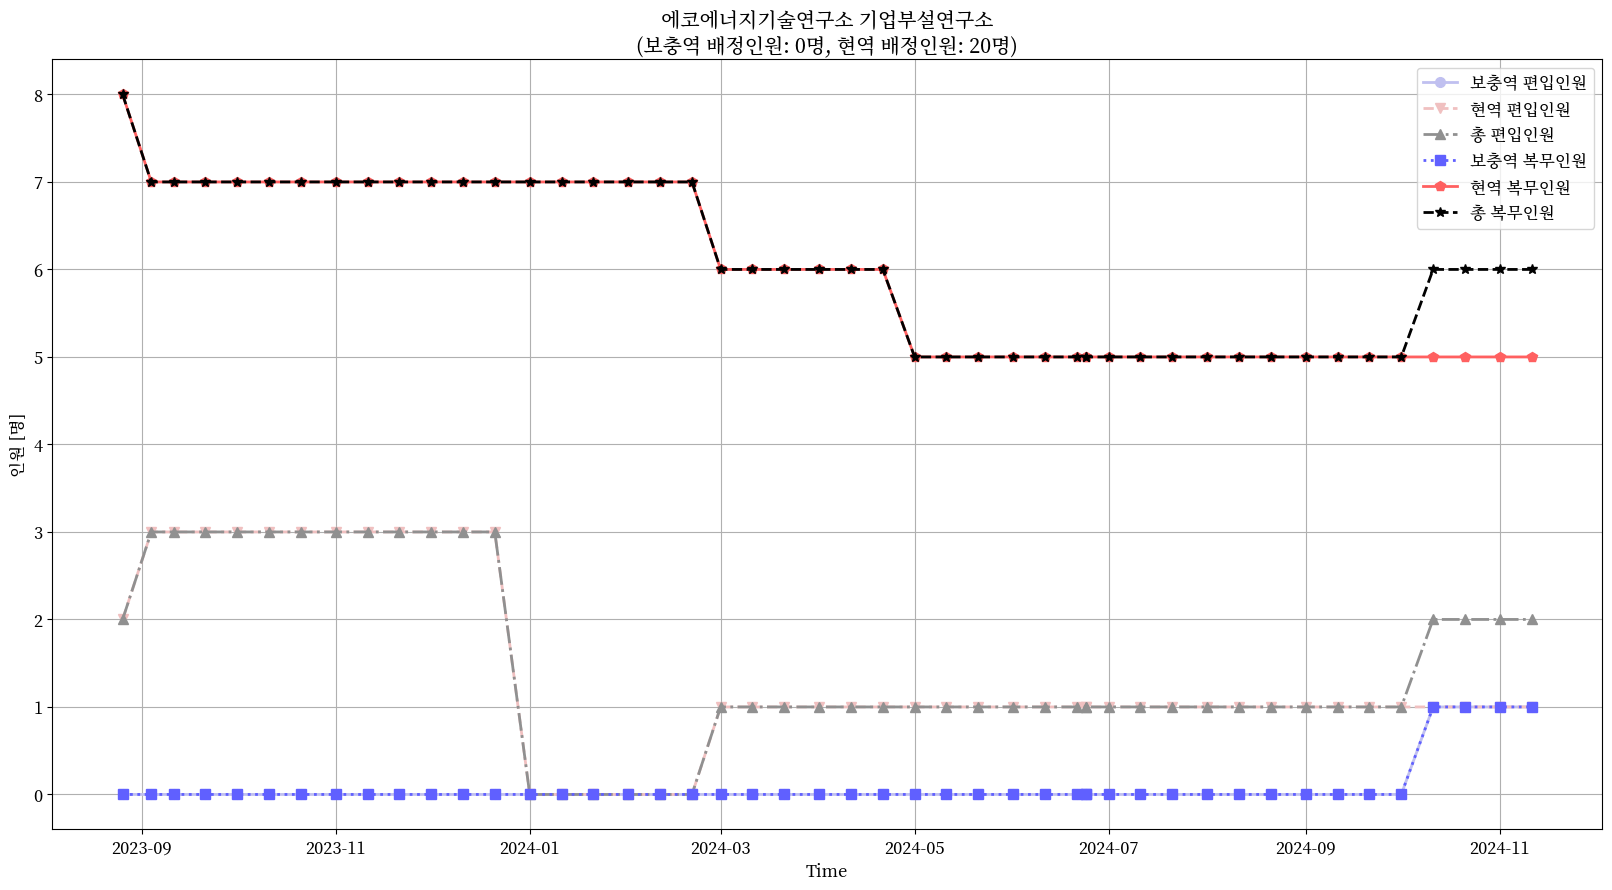 에코에너지기술연구소 기업부설연구소
(보충역 배정인원: 0명, 현역 배정인원: 20명)
보충역 편입인원
현역 편입인원
총 편입인원
보충역 복무인원
현역 복무인원
총 복무인원
인원 [명]
8
7
6
5
4
3
2
1
0
2023-09
2023-11
2024-01
2024-03
2024-05
2024-07
2024-09
2024-11
Time